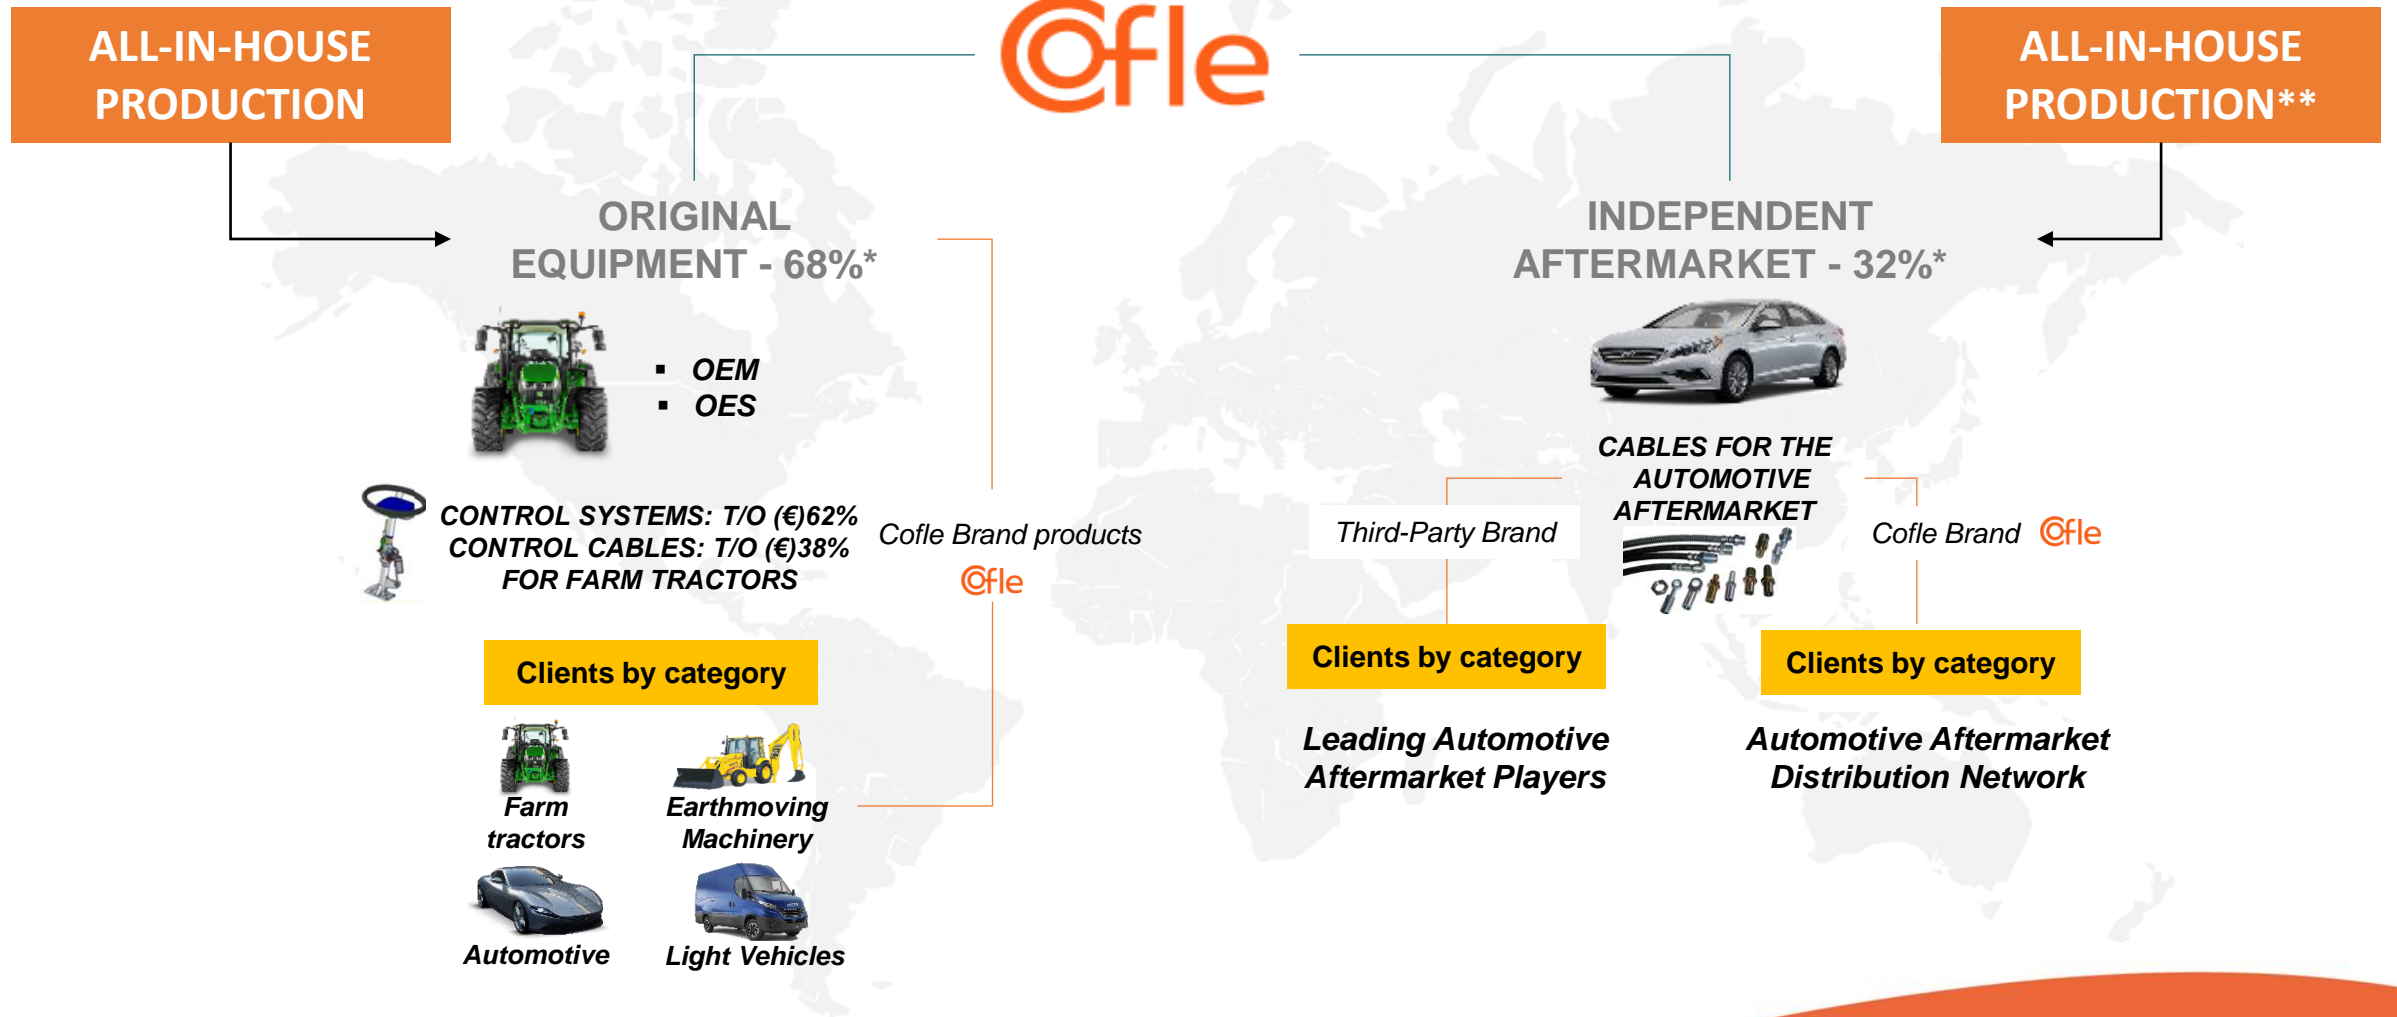 Cofle
ALL-IN-HOUSE
PRODUCTION
ALL-IN-HOUSE
PRODUCTION**
ORIGINAL
EQUIPMENT - 68%*
▪ OEM
▪ OES
CONTROL SYSTEMS: T/O (€)62%
CONTROL CABLES: T/O (€)38%
FOR FARM TRACTORS
Cofle Brand products
Cofle
Clients by category
Farm
tractors
Earthmoving
Machinery
Automotive
Light Vehicles
INDEPENDENT
AFTERMARKET - 32%*
CABLES FOR THE
AUTOMOTIVE
AFTERMARKET
Third-Party Brand
Cofle Brand Cofle
Clients by category
Leading Automotive
Aftermarket Players
Clients by category
Automotive Aftermarket
Distribution Network